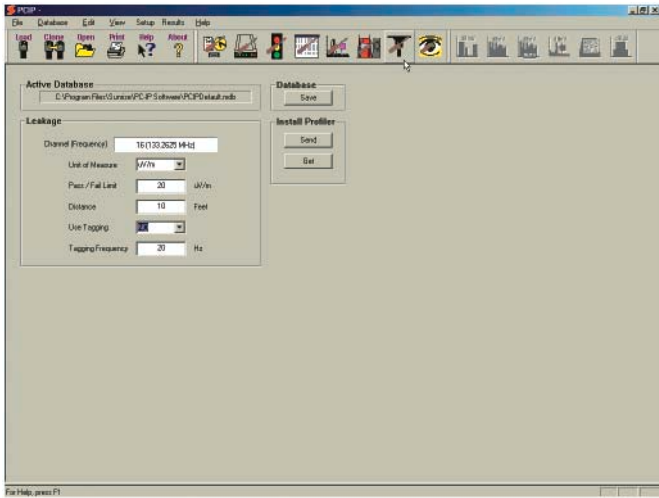 PCIP -
File Database Edit View Setup Results Help
Load Clone Open Print Help About
Active Database
C:\Program Files\Sunrise\PC-IP Software\PCIPDefault.mdb
Database
Save
Leakage
Install Profiler
Channel (Frequency) 16 (133.2625 MHz)
Send
Unit of Measure uV/m
Get
Pass / Fail Limit 20 uV/m
Distance 10 Feet
Use Tagging NO
Tagging Frequency 20 Hz
For Help, press F1